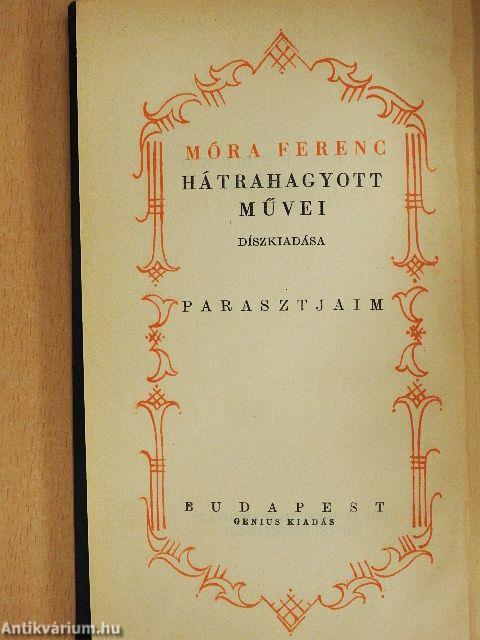 MÓRA FERENC
HÁTRAHAGYOTT
MŰVEI
DÍSZKIADÁSA
PARASZTJAIM
BUDAPEST
GENIUS KIADÁS
Antikvárium.hu